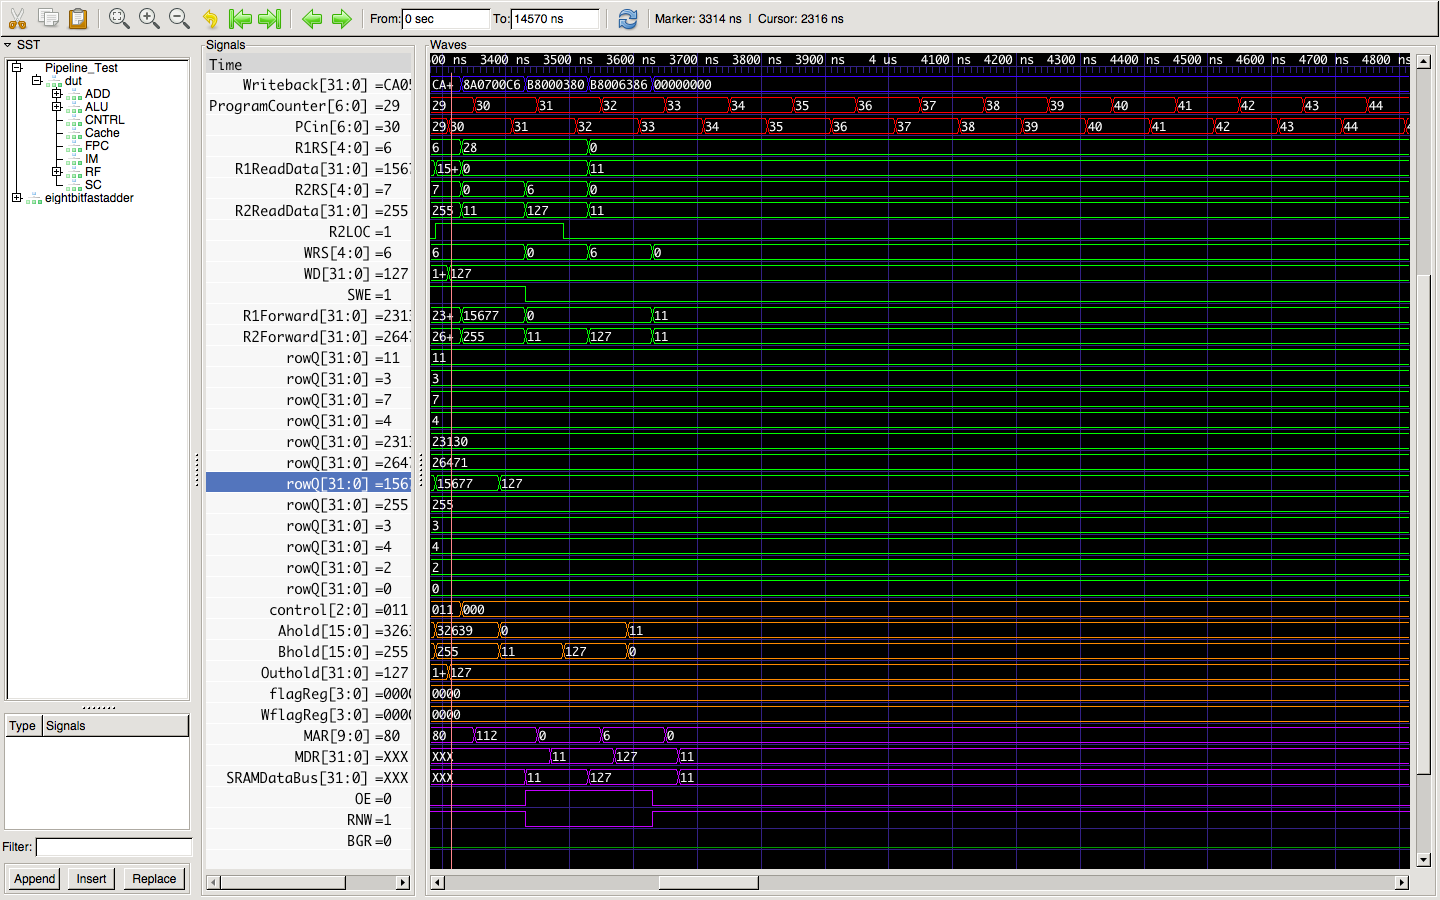 From: 0 sec To: 14570 ns Marker: 3314 ns | Cursor: 2316 ns
SST
Pipeline_Test
dut
ADD
ALU
CNTRL
Cache
FPC
IM
RF
SC
eightbitfastadder
Type Signals
Filter:
Append Insert Replace
Signals
Time
Writeback[31:0] =CA05
ProgramCounter[6:0] =29
PCin[6:0] =30
R1RS[4:0] =6
R1ReadData[31:0] =1567
R2RS[4:0] =7
R2ReadData[31:0] =255
R2LOC =1
WRS[4:0] =6
WD[31:0] =127
SWE =1
R1Forward[31:0] =2313
R2Forward[31:0] =2647
rowQ[31:0] =11
rowQ[31:0] =3
rowQ[31:0] =7
rowQ[31:0] =4
rowQ[31:0] =2313
rowQ[31:0] =2647
rowQ[31:0] =1567
rowQ[31:0] =255
rowQ[31:0] =3
rowQ[31:0] =4
rowQ[31:0] =2
rowQ[31:0] =0
control[2:0] =011
Ahold[15:0] =3263
Bhold[15:0] =255
Outhold[31:0] =127
flagReg[3:0] =0000
WflagReg[3:0] =0000
MAR[9:0] =80
MDR[31:0] =XXX
SRAMDataBus[31:0] =XXX
OE =0
RNW =1
BGR =0
Waves
00 ns 3400 ns 3500 ns 3600 ns 3700 ns 3800 ns 3900 ns 4 us 4100 ns 4200 ns 4300 ns 4400 ns 4500 ns 4600 ns 4700 ns 4800 ns
CA+ 8A0700C6 B8000380 B8006386 00000000
29 30 31 32 33 34 35 36 37 38 39 40 41 42 43 44
29 30 31 32 33 34 35 36 37 38 39 40 41 42 43 44
6 28 0
15+ 0 11
7 0 6 0
255 11 127 11
6 0 6 0
1+ 127
23+ 15677 0 11
26+ 255 11 127 11
11
3
7
4
23130
26471
15677 127
255
3
4
2
0
011 000
32639 0 11
255 11 127 0
1+ 127
0000
0000
80 112 0 6 0
XXX 11 127 11
XXX 11 127 11